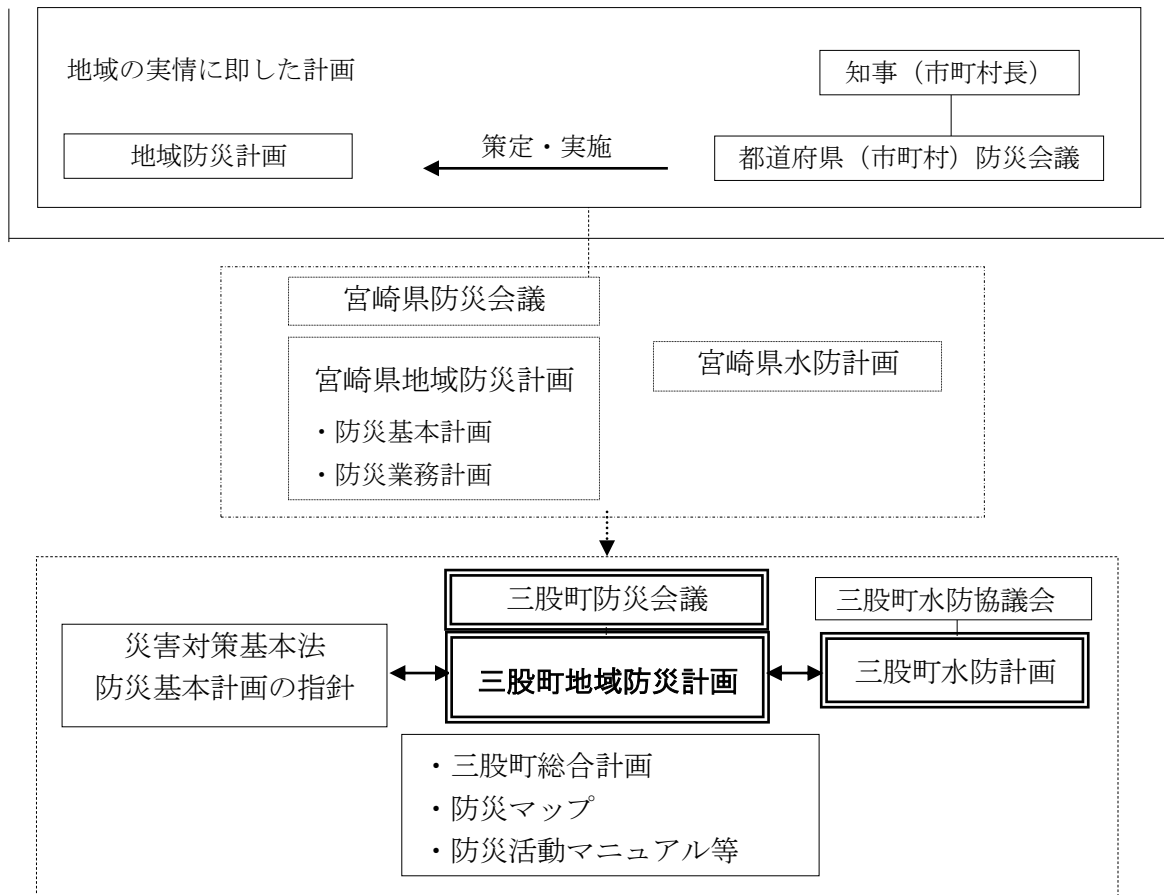 地域の実情に即した計画
知事（市町村長）
地域防災計画
策定・実施
都道府県（市町村）防災会議
宮崎県防災会議
宮崎県地域防災計画
・防災基本計画
・防災業務計画
宮崎県水防計画
三股町防災会議
三股町水防協議会
災害対策基本法
防災基本計画の指針
三股町地域防災計画
三股町水防計画
・三股町総合計画
・防災マップ
・防災活動マニュアル等